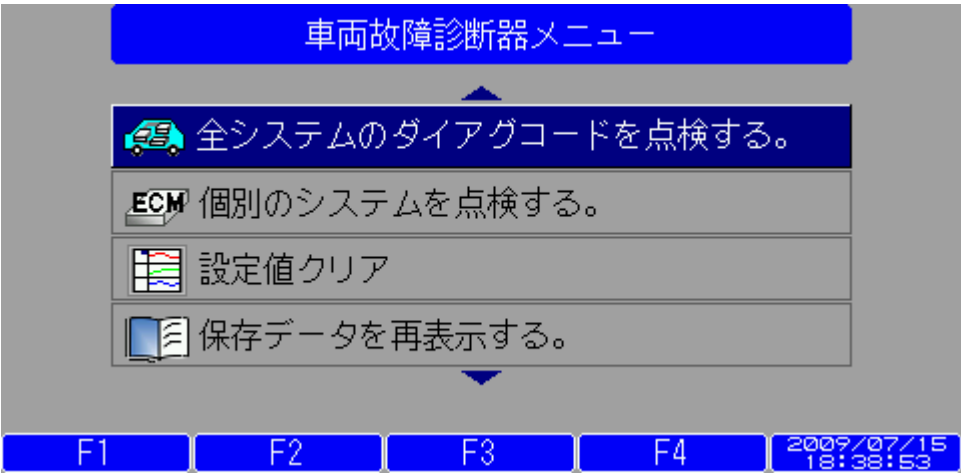 車両故障診断器メニュー
全システムのダイアグコードを点検する。
ECM 個別のシステムを点検する。
設定値クリア
保存データを再表示する。
F1 F2 F3 F4 2009/07/15
18:38:53